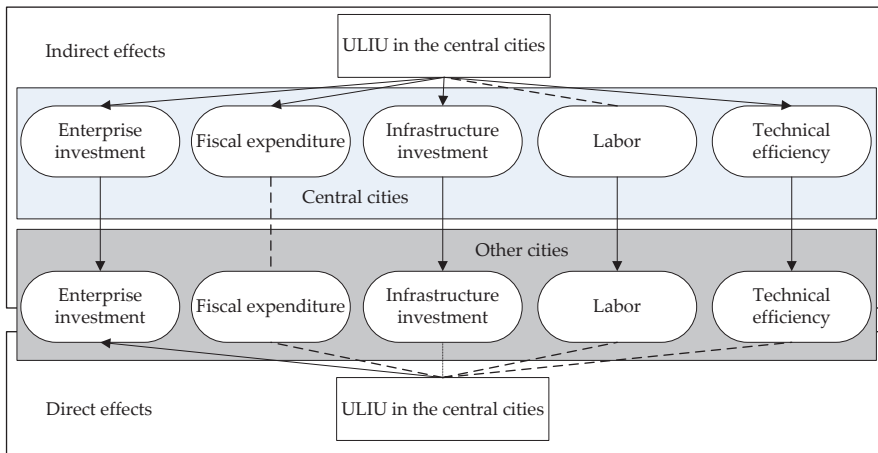 ULIU in the central cities
Indirect effects
Enterprise
investment
Fiscal expenditure
Infrastructure
investment
Labor
Technical
efficiency
Central cities
Other cities
Enterprise
investment
Fiscal expenditure
Infrastructure
investment
Labor
Technical
efficiency
ULIU in the central cities
Direct effects